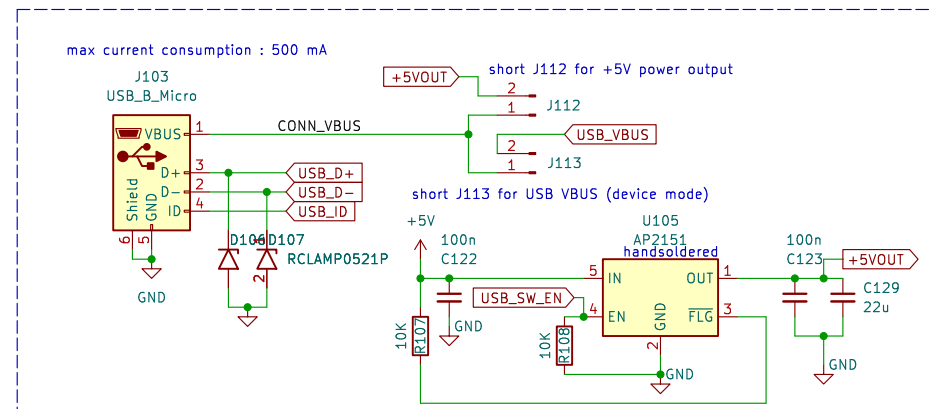 max current consumption : 500 mA
J103
USB_B_Micro
VBUS 1
CONN_VBUS
D+ 3
USB_D+
D- 2
USB_D-
ID 4
USB_ID
Shield
GND
6 5
GND
short J112 for +5V power output
+5VOUT
2
1
J112
USB_VBUS
2
1
J113
short J113 for USB VBUS (device mode)
D106
D107
RCLAMP0521P
1
2
+5V
100n
C122
GND
USB_SW_EN
10K
R107
10K
R108
U105
AP2151
handsoldered
5 IN
OUT 1
4 EN
FLG 3
GND
2
GND
100n
C123
+5VOUT
C129
22u
GND